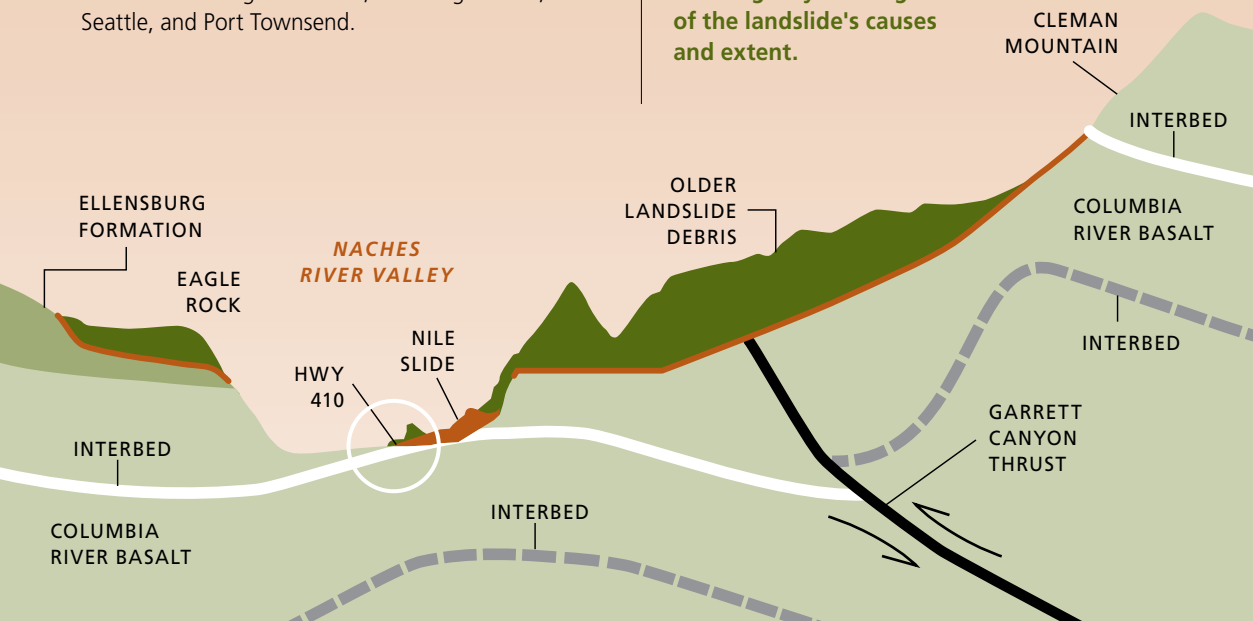 Seattle, and Port Townsend.
of the landslide's causes
and extent.
CLEMAN
MOUNTAIN
INTERBED
OLDER
LANDSLIDE
DEBRIS
COLUMBIA
RIVER BASALT
ELLENSBURG
FORMATION
NACHES
RIVER VALLEY
EAGLE
ROCK
NILE
SLIDE
INTERBED
HWY
410
GARRETT
CANYON
THRUST
INTERBED
INTERBED
COLUMBIA
RIVER BASALT